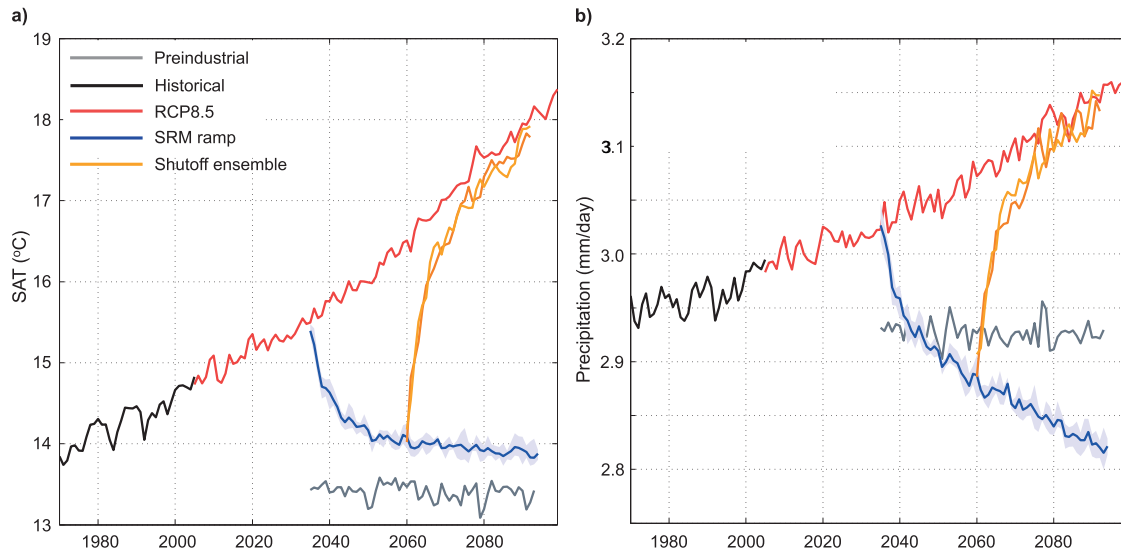 a)
SAT (ºC)
19
18
17
16
15
14
13
Preindustrial
Historical
RCP8.5
SRM ramp
Shutoff ensemble
1980 2000 2020 2040 2060 2080
b)
Precipitation (mm/day)
3.2
3.1
3.0
2.9
2.8
1980 2000 2020 2040 2060 2080